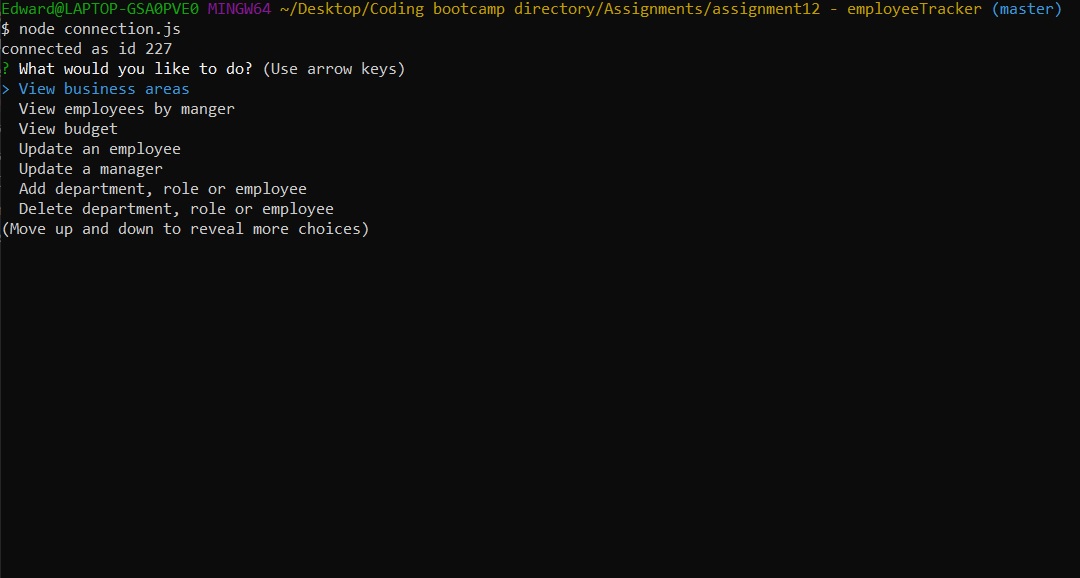 Edward@LAPTOP-GSA0PVE0 MINGW64 ~/Desktop/Coding bootcamp directory/Assignments/assignment12 - employeeTracker (master)
$ node connection.js
connected as id 227
? What would you like to do? (Use arrow keys)
> View business areas
  View employees by manger
  View budget
  Update an employee
  Update a manager
  Add department, role or employee
  Delete department, role or employee
(Move up and down to reveal more choices)